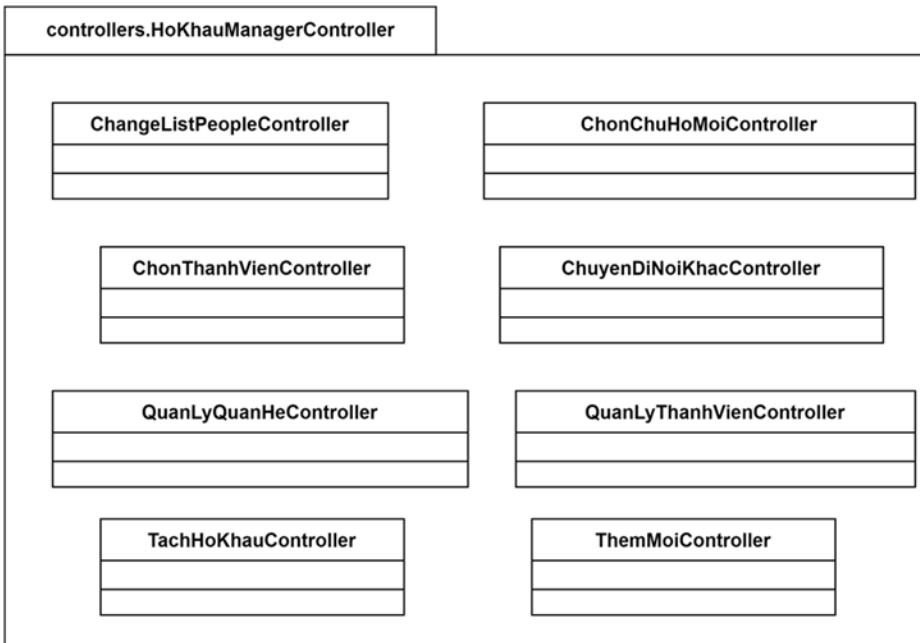 controllers.HoKhauManagerController
ChangeListPeopleController
ChonChuHoMoiController
ChonThanhVienController
ChuyenDiNoiKhacController
QuanLyQuanHeController
QuanLyThanhVienController
TachHoKhauController
ThemMoiController